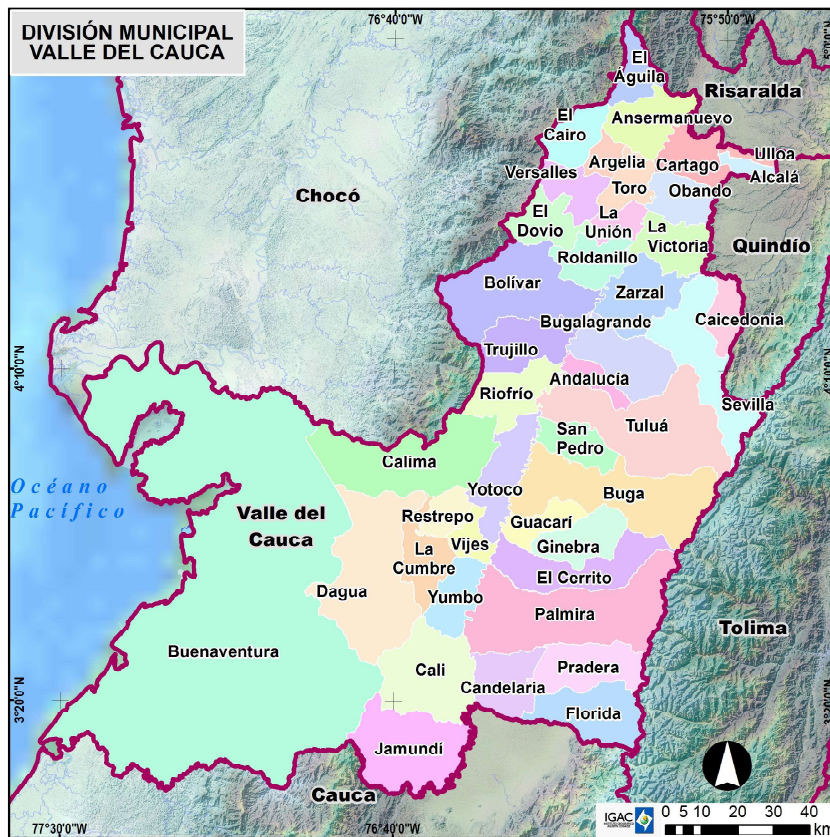 DIVISIÓN MUNICIPAL
VALLE DEL CAUCA
76°40'0"W
75°50'0"W
El
Águila
Risaralda
Ansermanuevo
El
Cairo
Ulloa
Argelia
Cartago
Alcalá
Versalles
Toro
Obando
Chocó
El
Dovio
La
Unión
La
Victoria
Quindío
Roldanillo
Bolívar
Zarzal
Bugalagrande
Caicedonia
4°10'0"N
Trujillo
Andalucía
Riofrío
Sevilla
San
Pedro
Tuluá
Calima
Océano
Pacífico
Yotoco
Buga
Valle del
Cauca
Restrepo
Guacarí
Vijes
Ginebra
La
Cumbre
El Cerrito
Dagua
Yumbo
Palmira
Tolima
Buenaventura
Cali
Pradera
Candelaria
3°20'0"N
Florida
Jamundí
Cauca
IGAC
0 5 10 20 30 40
km
77°30'0"W
76°40'0"W